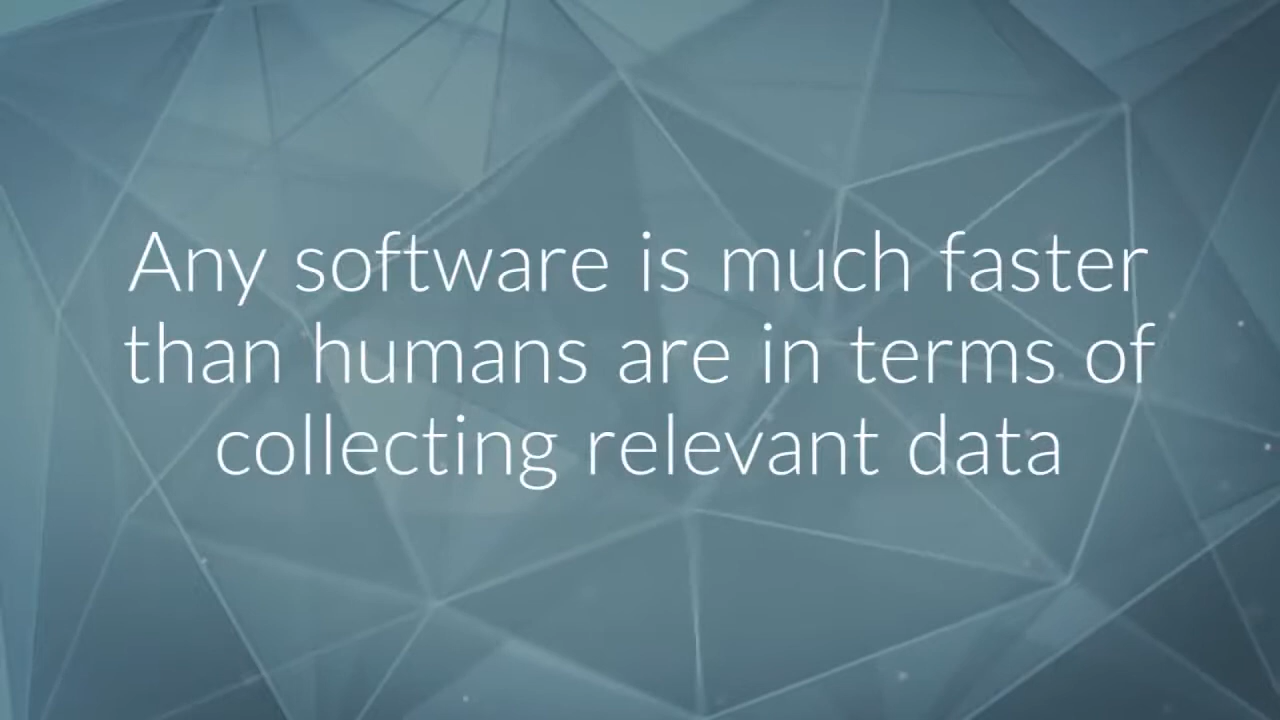 Any software is much faster
than humans are in terms of
collecting relevant data